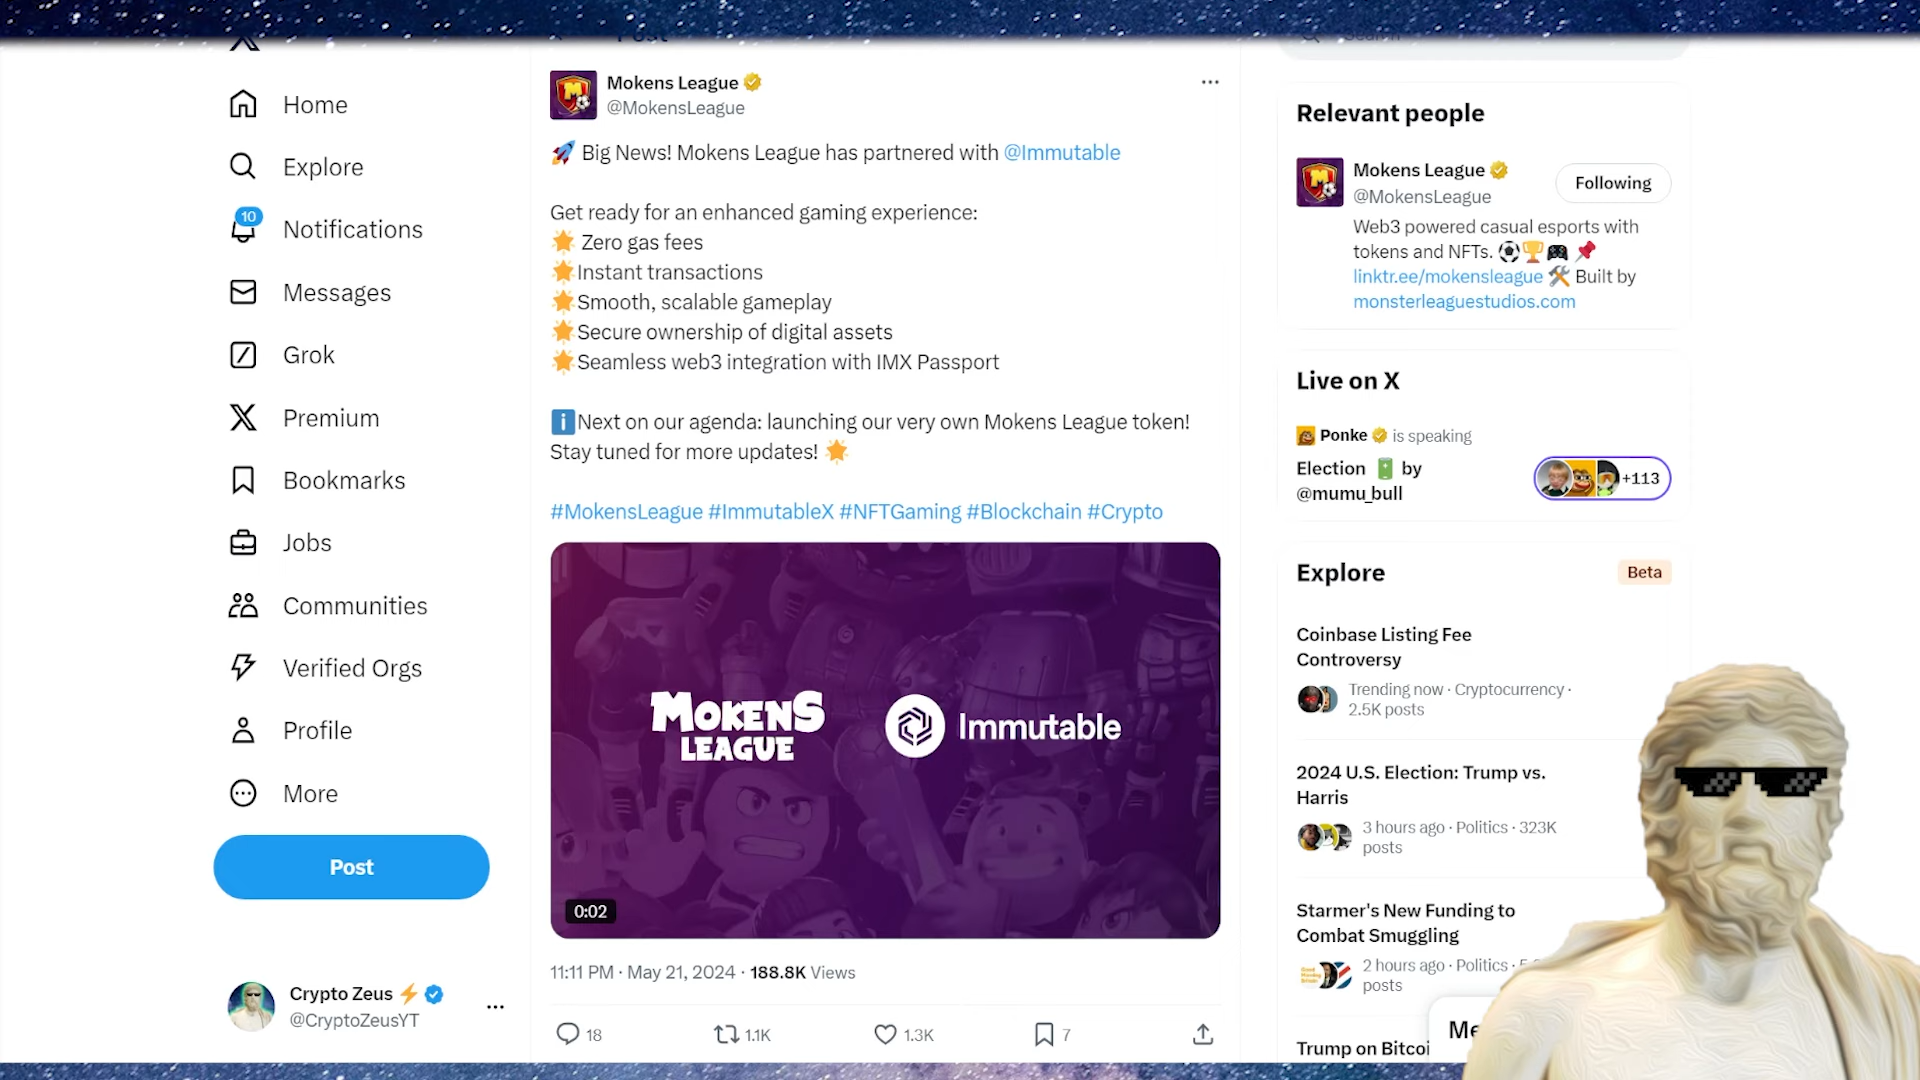 Home
Explore
10
Notifications
Messages
Grok
Premium
Bookmarks
Jobs
Communities
Verified Orgs
Profile
More
Post
Crypto Zeus
@CryptoZeusYT
Mokens League
@MokensLeague
Big News! Mokens League has partnered with @Immutable
Get ready for an enhanced gaming experience:
Zero gas fees
Instant transactions
Smooth, scalable gameplay
Secure ownership of digital assets
Seamless web3 integration with IMX Passport
Next on our agenda: launching our very own Mokens League token!
Stay tuned for more updates!
#MokensLeague #ImmutableX #NFTGaming #Blockchain #Crypto
MOKENS
LEAGUE
Immutable
0:02
11:11 PM · May 21, 2024 · 188.8K Views
18
1.1K
1.3K
7
Relevant people
Mokens League
@MokensLeague
Following
Web3 powered casual esports with
tokens and NFTs.
linktr.ee/mokensleague Built by
monsterleaguestudios.com
Live on X
Ponke is speaking
Election by
@mumu_bull
+113
Explore
Beta
Coinbase Listing Fee
Controversy
Trending now · Cryptocurrency ·
2.5K posts
2024 U.S. Election: Trump vs.
Harris
3 hours ago · Politics · 323K
posts
Starmer's New Funding to
Combat Smuggling
2 hours ago · Politics ·
posts
Trump on